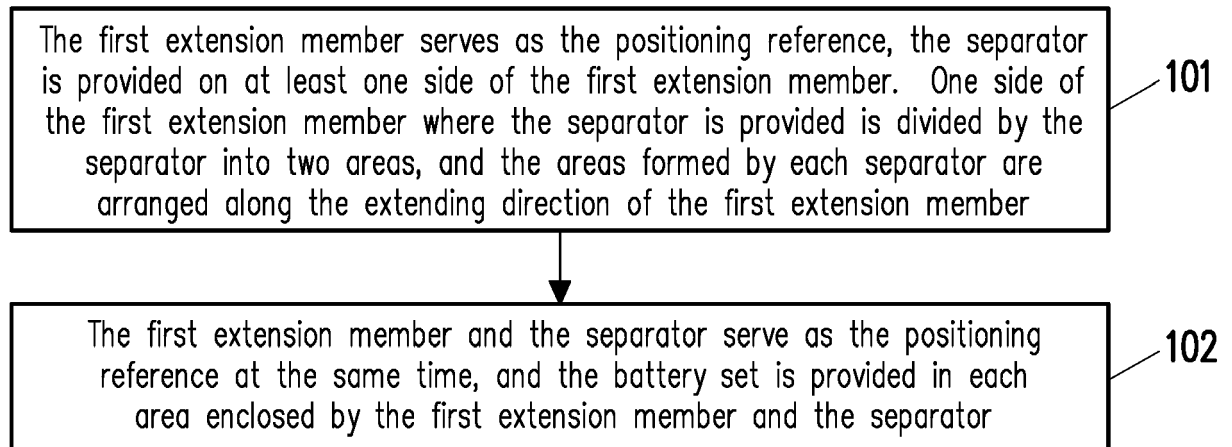 The first extension member serves as the positioning reference, the separator
is provided on at least one side of the first extension member. One side of
the first extension member where the separator is provided is divided by the
separator into two areas, and the areas formed by each separator are
arranged along the extending direction of the first extension member
101
The first extension member and the separator serve as the positioning
reference at the same time, and the battery set is provided in each
area enclosed by the first extension member and the separator
102